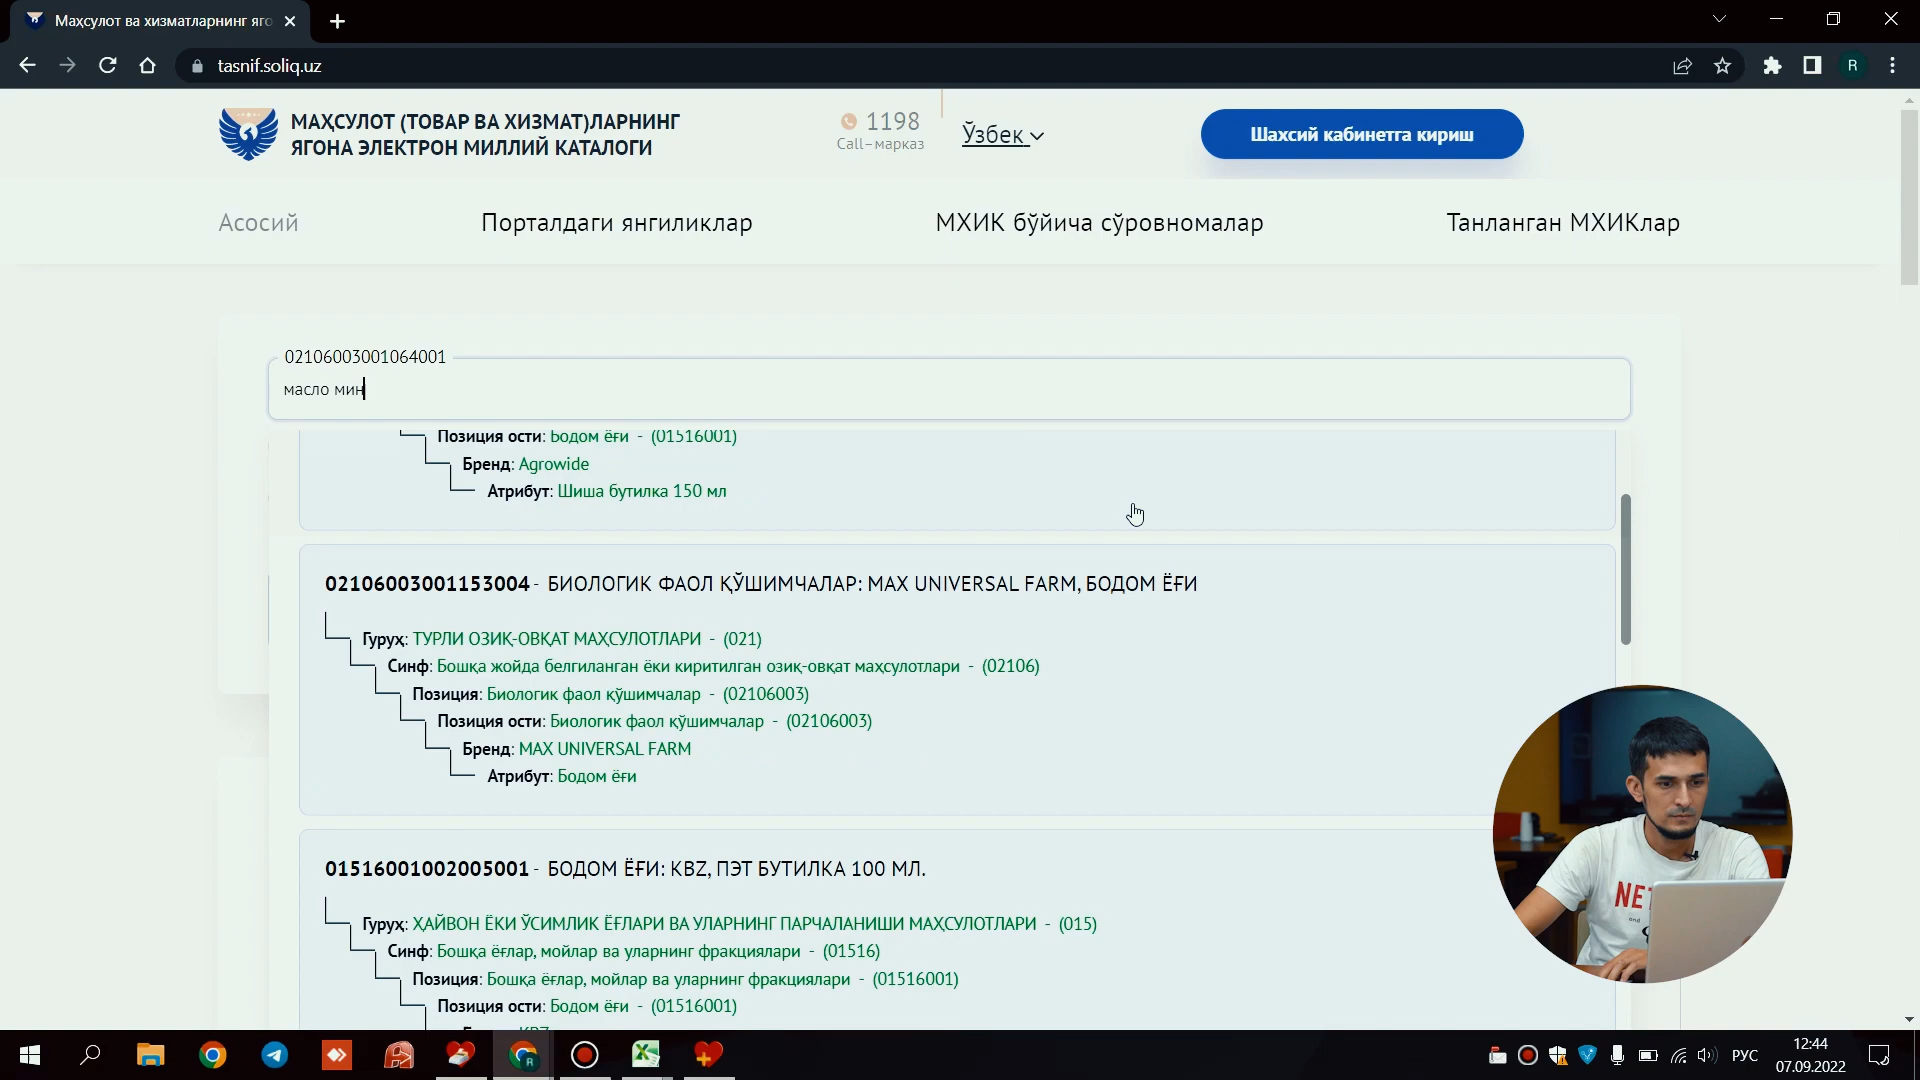 Маҳсулот ва хизматларнинг яго
tasnif.soliq.uz
R
МАҲСУЛОТ (ТОВАР ВА ХИЗМАТ)ЛАРНИНГ
ЯГОНА ЭЛЕКТРОН МИЛЛИЙ КАТАЛОГИ
1198
Call–марказ
Ўзбек
Шахсий кабинетга кириш
Асосий
Порталдаги янгиликлар
МХИК бўйича сўровномалар
Танланган МХИКлар
02106003001064001
масло мин
Позиция ости: Бодом ёғи - (01516001)
Бренд: Agrowide
Атрибут: Шиша бутилка 150 мл
02106003001153004 - БИОЛОГИК ФАОЛ ҚЎШИМЧАЛАР: MAX UNIVERSAL FARM, БОДОМ ЁҒИ
Гуруҳ: ТУРЛИ ОЗИҚ-ОВҚАТ МАҲСУЛОТЛАРИ - (021)
Синф: Бошқа жойда белгиланган ёки киритилган озиқ-овқат маҳсулотлари - (02106)
Позиция: Биологик фаол қўшимчалар - (02106003)
Позиция ости: Биологик фаол қўшимчалар - (02106003)
Бренд: MAX UNIVERSAL FARM
Атрибут: Бодом ёғи
01516001002005001 - БОДОМ ЁҒИ: KBZ, ПЭТ БУТИЛКА 100 МЛ.
Гуруҳ: ҲАЙВОН ЁКИ ЎСИМЛИК ЁҒЛАРИ ВА УЛАРНИНГ ПАРЧАЛАНИШИ МАҲСУЛОТЛАРИ - (015)
Синф: Бошқа ёғлар, мойлар ва уларнинг фракциялари - (01516)
Позиция: Бошқа ёғлар, мойлар ва уларнинг фракциялари - (01516001)
Позиция ости: Бодом ёғи - (01516001)
and
РУС
12:44
07.09.2022